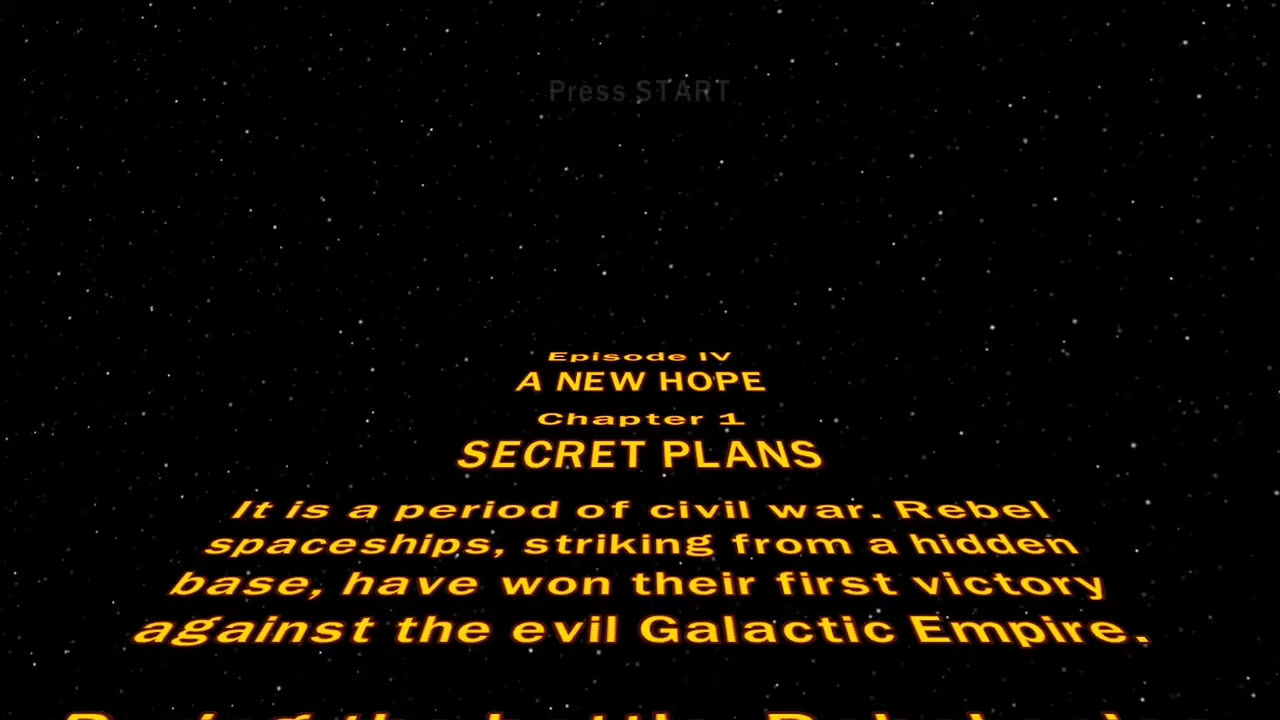 Press START
Episode IV
A NEW HOPE
Chapter 1
SECRET PLANS
It is a period of civil war. Rebel
spaceships, striking from a hidden
base, have won their first victory
against the evil Galactic Empire.